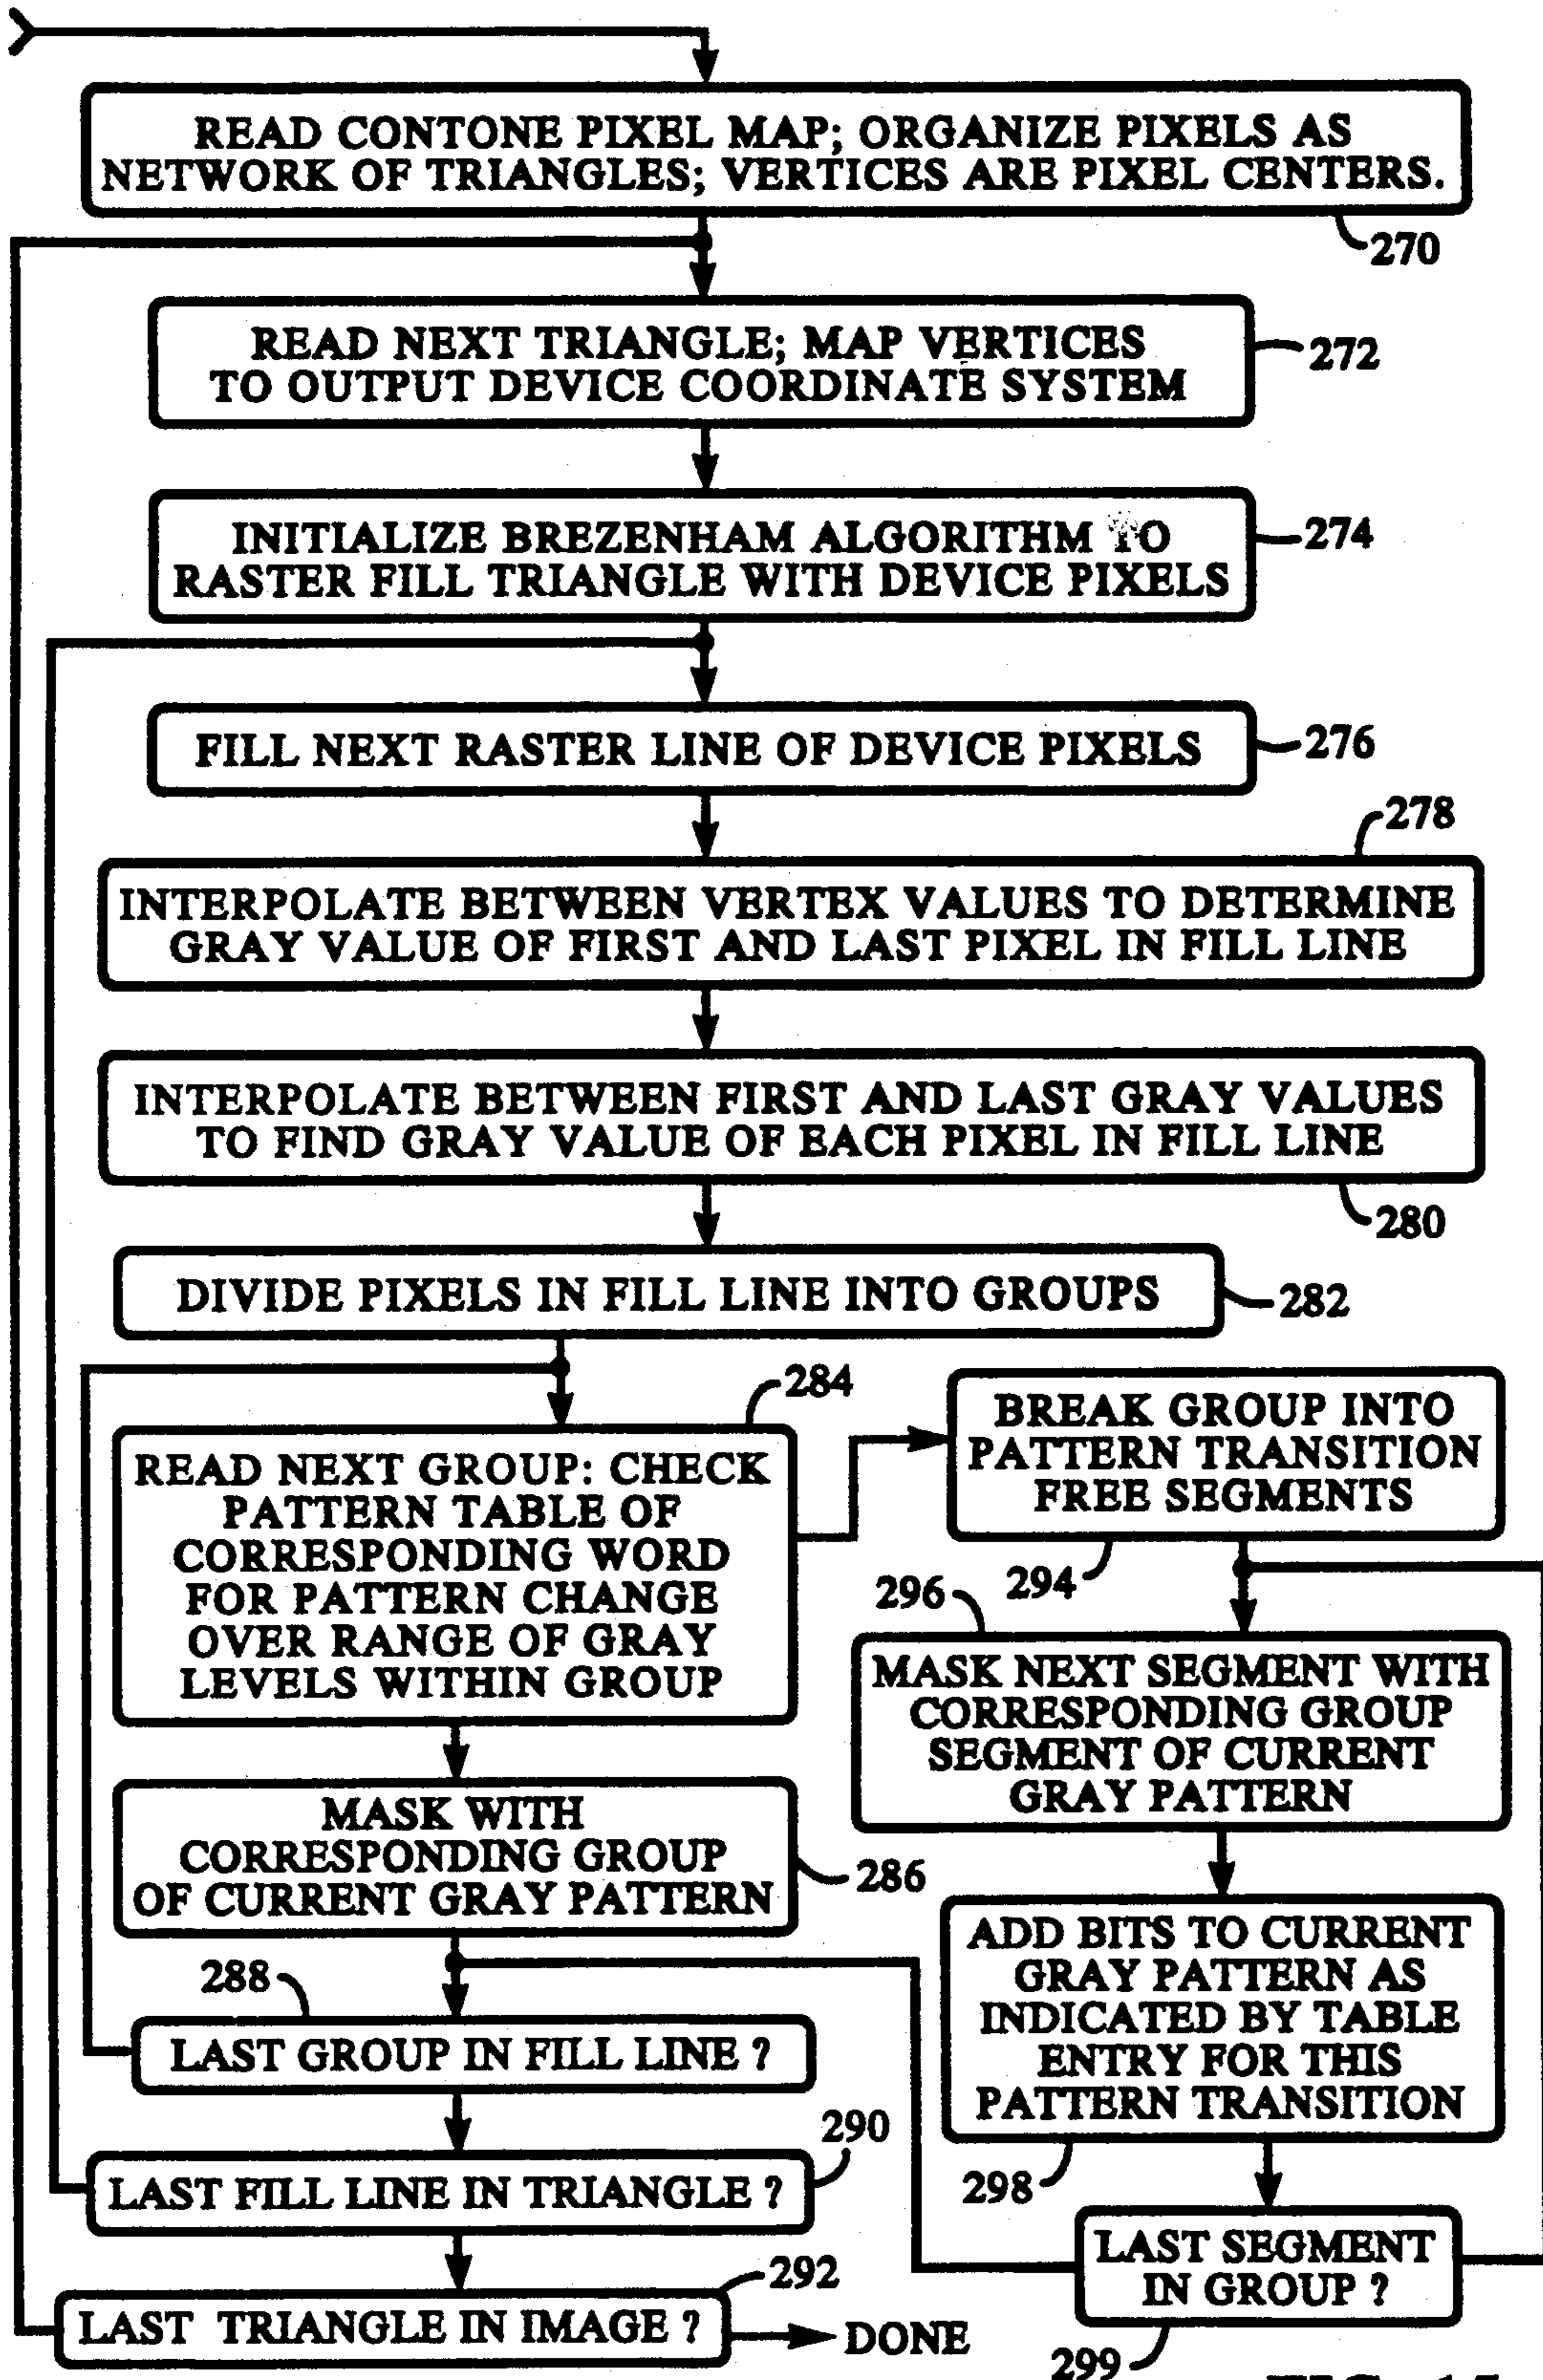 READ CONTONE PIXEL MAP; ORGANIZE PIXELS AS
NETWORK OF TRIANGLES; VERTICES ARE PIXEL CENTERS.
270
READ NEXT TRIANGLE; MAP VERTICES
TO OUTPUT DEVICE COORDINATE SYSTEM
272
INITIALIZE BREZENHAM ALGORITHM TO
RASTER FILL TRIANGLE WITH DEVICE PIXELS
274
FILL NEXT RASTER LINE OF DEVICE PIXELS
276
278
INTERPOLATE BETWEEN VERTEX VALUES TO DETERMINE
GRAY VALUE OF FIRST AND LAST PIXEL IN FILL LINE
INTERPOLATE BETWEEN FIRST AND LAST GRAY VALUES
TO FIND GRAY VALUE OF EACH PIXEL IN FILL LINE
280
DIVIDE PIXELS IN FILL LINE INTO GROUPS
282
284
READ NEXT GROUP: CHECK
PATTERN TABLE OF
CORRESPONDING WORD
FOR PATTERN CHANGE
OVER RANGE OF GRAY
LEVELS WITHIN GROUP
MASK WITH
CORRESPONDING GROUP
OF CURRENT GRAY PATTERN
286
288
LAST GROUP IN FILL LINE ?
290
LAST FILL LINE IN TRIANGLE ?
292
LAST TRIANGLE IN IMAGE ?
DONE
BREAK GROUP INTO
PATTERN TRANSITION
FREE SEGMENTS
294
296
MASK NEXT SEGMENT WITH
CORRESPONDING GROUP
SEGMENT OF CURRENT
GRAY PATTERN
ADD BITS TO CURRENT
GRAY PATTERN AS
INDICATED BY TABLE
ENTRY FOR THIS
PATTERN TRANSITION
298
LAST SEGMENT
IN GROUP ?
299